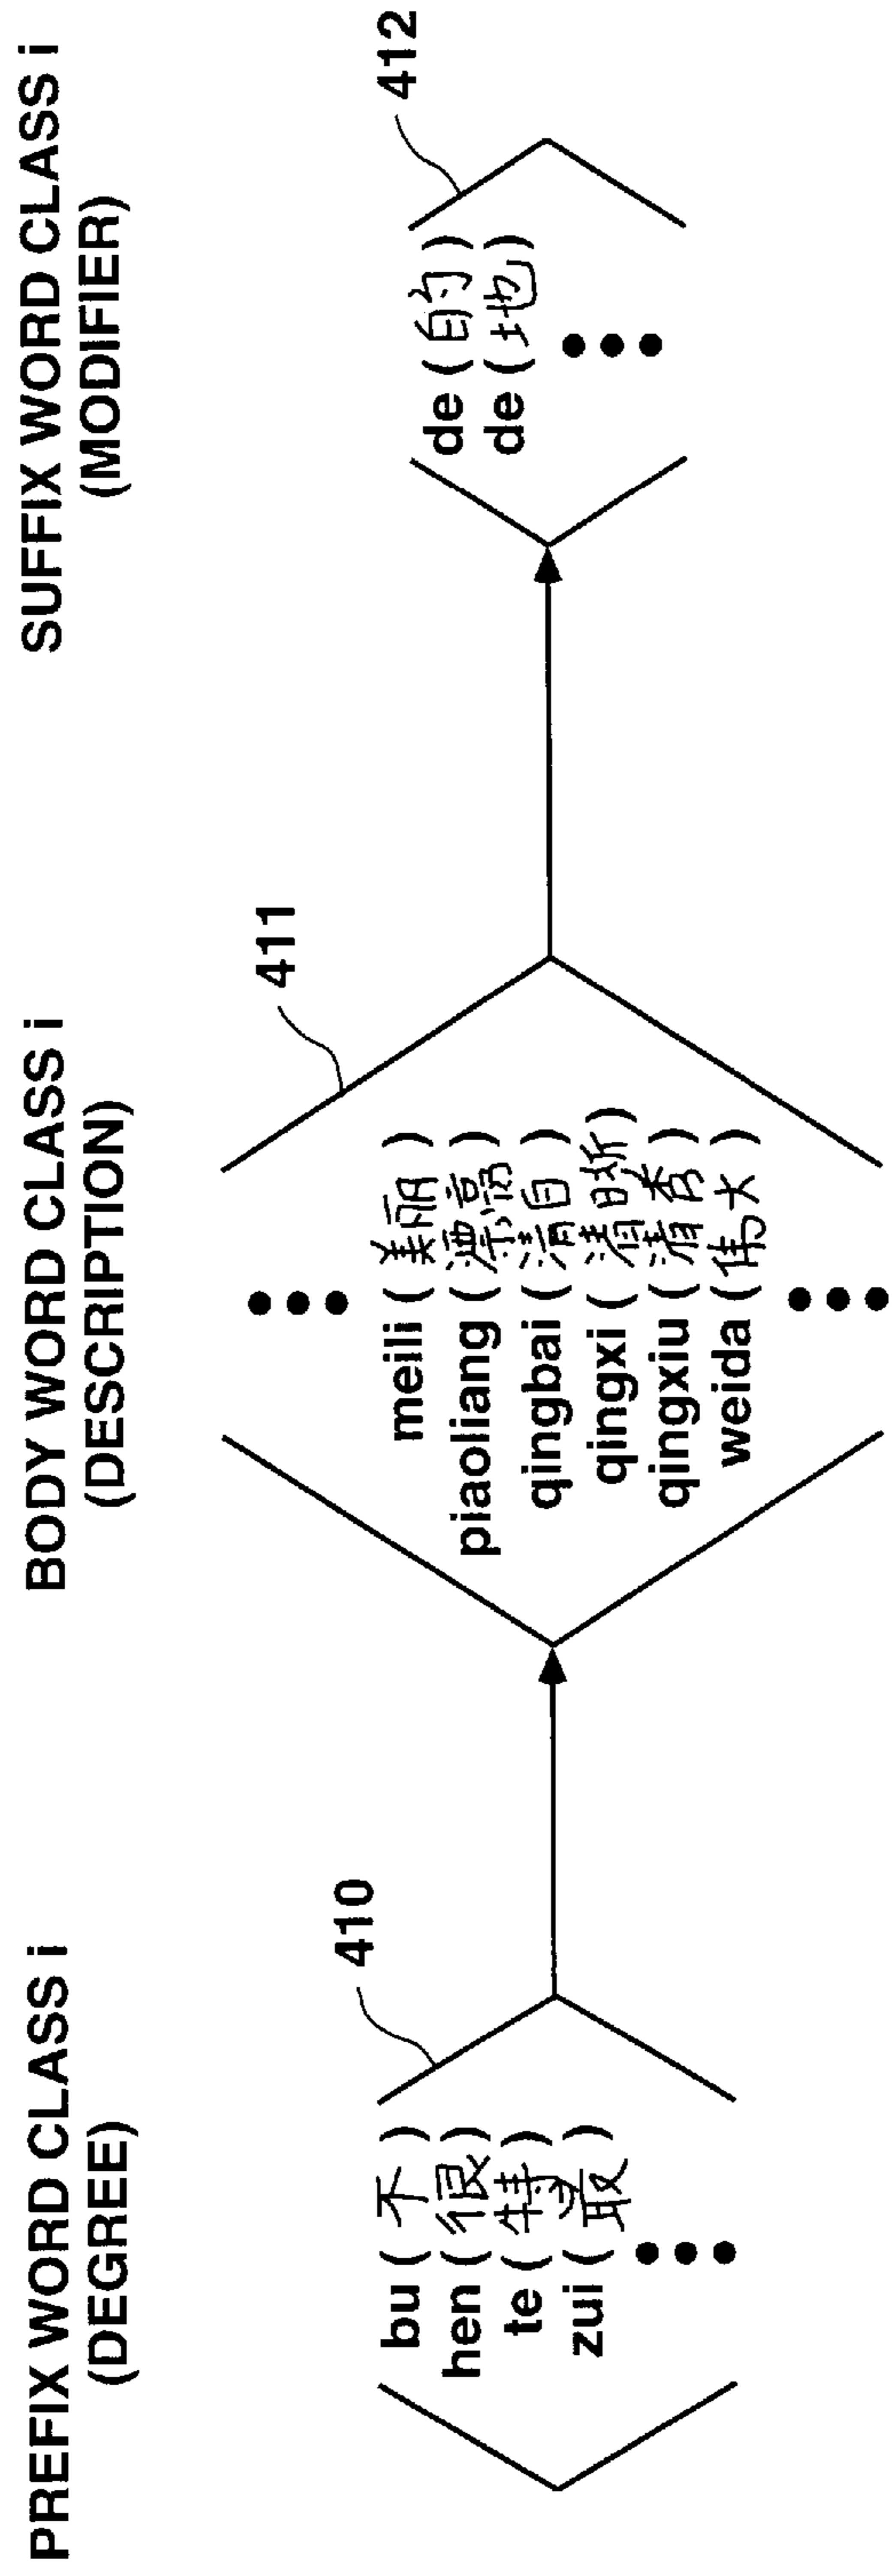 PREFIX WORD CLASS i
(DEGREE)
410
bu (不)
hen (很)
te (特)
zui (最)
BODY WORD CLASS i
(DESCRIPTION)
411
meili (美丽)
piaoliang (漂亮)
qingbai (清白)
qingxi (清晰)
qingxiu (清秀)
weida (伟大)
SUFFIX WORD CLASS i
(MODIFIER)
412
de (的)
de (地)